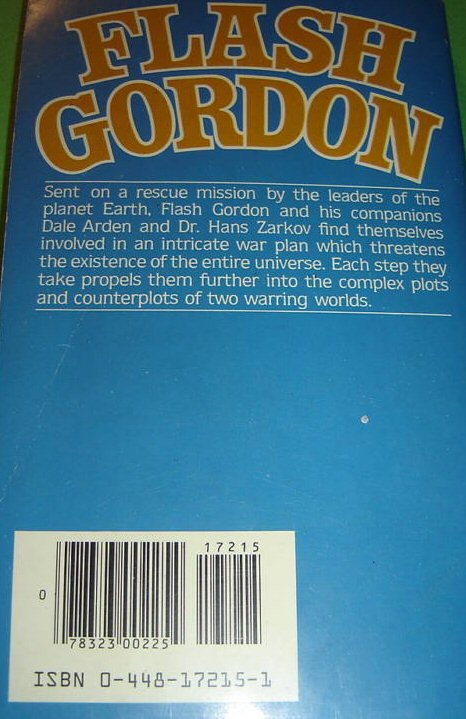 FLASH
GORDON
Sent on a rescue mission by the leaders of the
planet Earth, Flash Gordon and his companions
Dale Arden and Dr. Hans Zarkov find themselves
involved in an intricate war plan which threatens
the existence of the entire universe. Each step they
take propels them further into the complex plots
and counterplots of two warring worlds.
17215
0 78323 00225
ISBN 0-448-17215-1